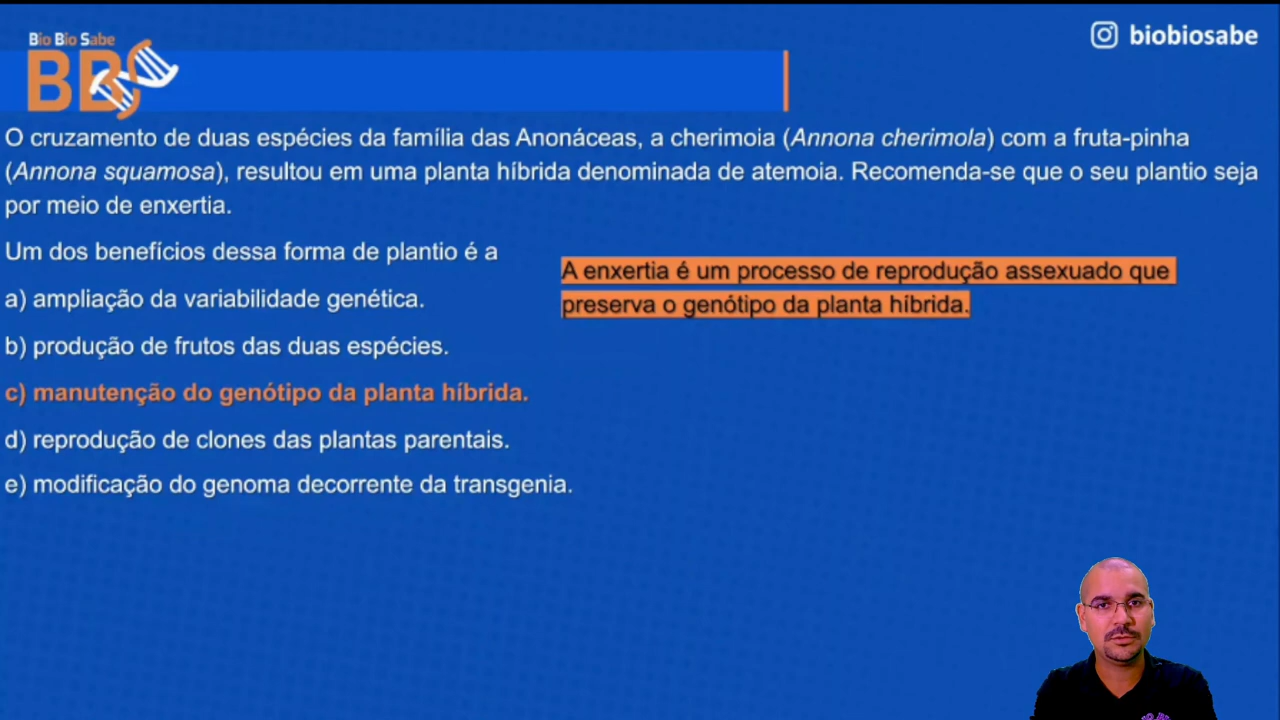 Bio Bio Sabe
BBS
biobiosabe
O cruzamento de duas espécies da família das Anonáceas, a cherimoia (Annona cherimola) com a fruta-pinha
(Annona squamosa), resultou em uma planta híbrida denominada de atemoia. Recomenda-se que o seu plantio seja
por meio de enxertia.
Um dos benefícios dessa forma de plantio é a
a) ampliação da variabilidade genética.
b) produção de frutos das duas espécies.
c) manutenção do genótipo da planta híbrida.
d) reprodução de clones das plantas parentais.
e) modificação do genoma decorrente da transgenia.
A enxertia é um processo de reprodução assexuado que
preserva o genótipo da planta híbrida.